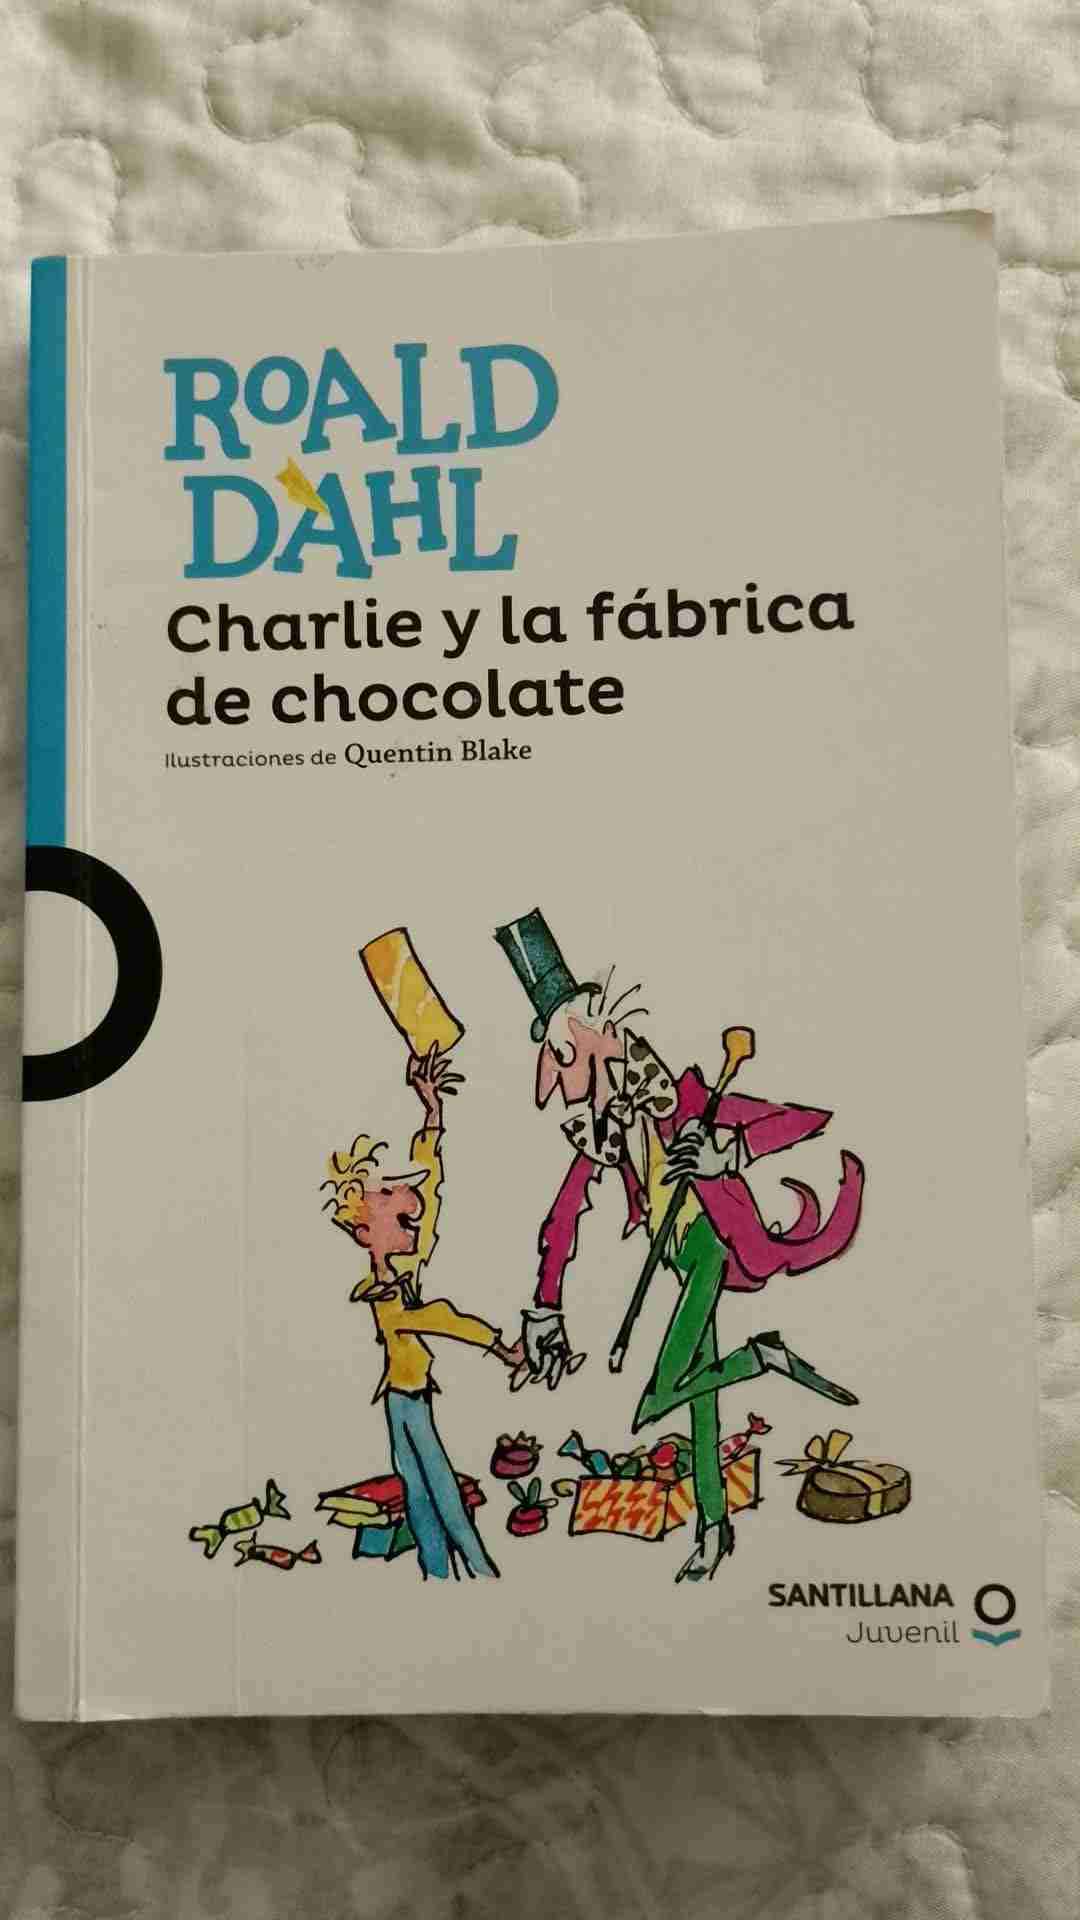 ROALD
DAHL
Charlie y la fábrica
de chocolate
Ilustraciones de Quentin Blake
SANTILLANA
Juvenil